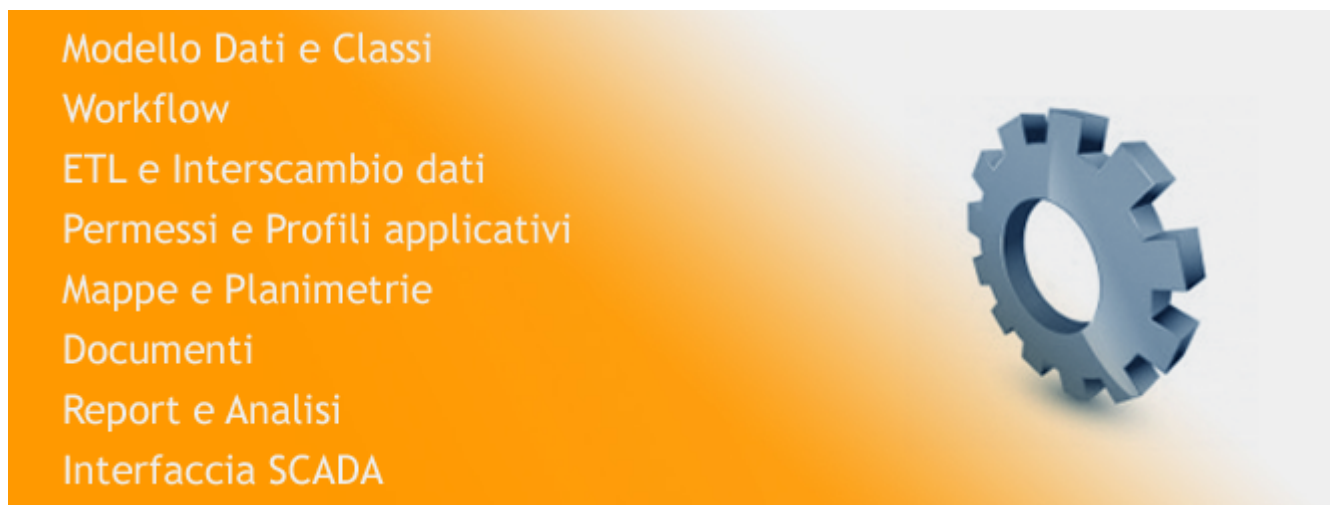 Modello Dati e Classi
Workflow
ETL e Interscambio dati
Permessi e Profili applicativi
Mappe e Planimetrie
Documenti
Report e Analisi
Interfaccia SCADA